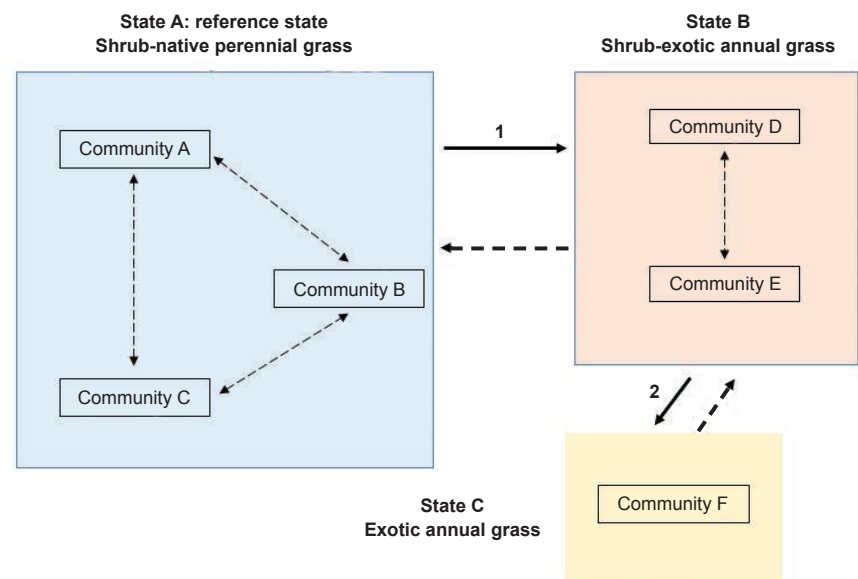 State A: reference state
Shrub-native perennial grass
State B
Shrub-exotic annual grass
Community A
Community B
Community C
1
Community D
Community E
2
State C
Exotic annual grass
Community F